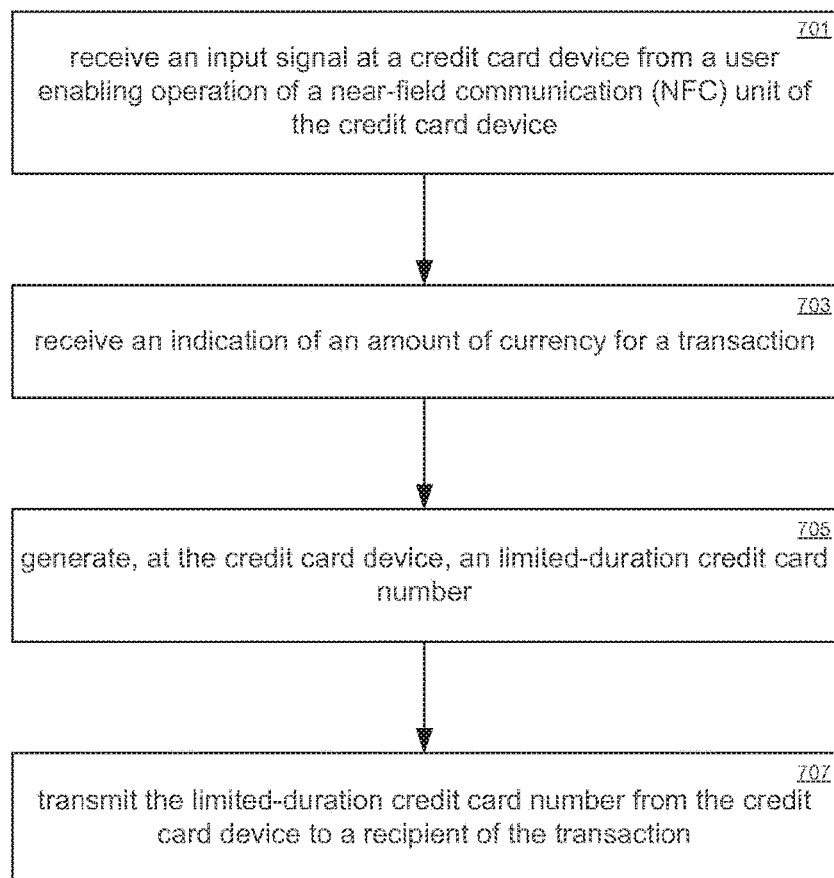 701
receive an input signal at a credit card device from a user
enabling operation of a near-field communication (NFC) unit of
the credit card device
703
receive an indication of an amount of currency for a transaction
705
generate, at the credit card device, an limited-duration credit card
number
707
transmit the limited-duration credit card number from the credit
card device to a recipient of the transaction